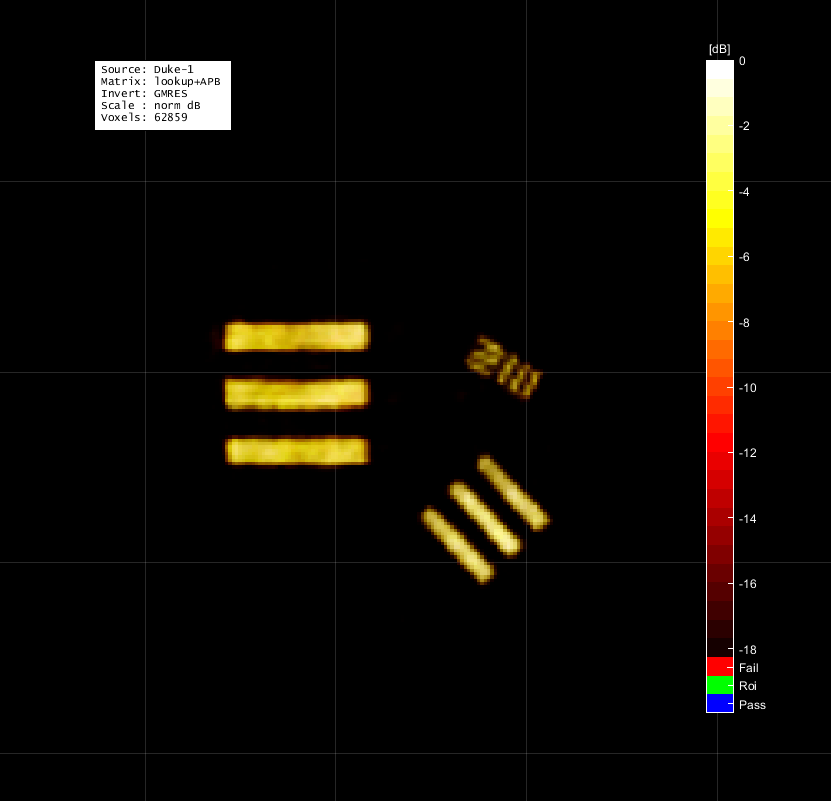 [dB]
Source: Duke-1
Matrix: lookup+APB
Invert: GMRES
Scale : norm dB
Voxels: 62859
0
-2
-4
-6
-8
-10
-12
-14
-16
-18
Fail
Roi
Pass